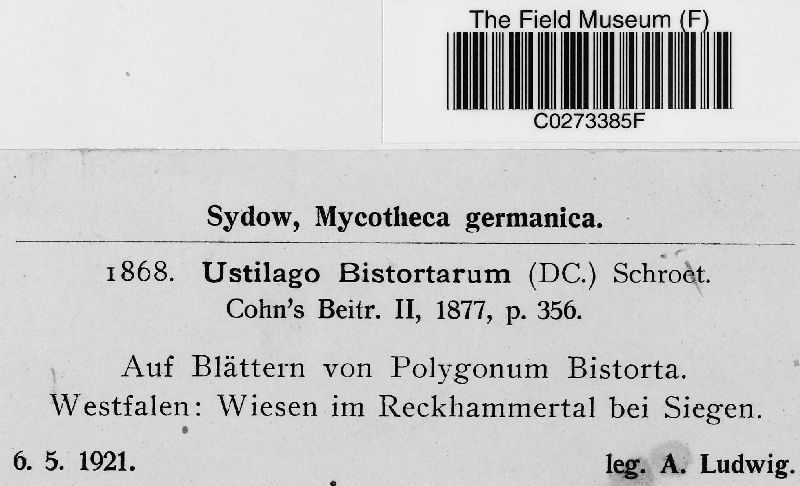 The Field Museum (F)
C0273385F
Sydow, Mycotheca germanica.
1868. Ustilago Bistortarum (DC.) Schroet.
Cohn's Beitr. II, 1877, p. 356.
Auf Blättern von Polygonum Bistorta.
Westfalen: Wiesen im Reckhammertal bei Siegen.
6. 5. 1921. leg. A. Ludwig.